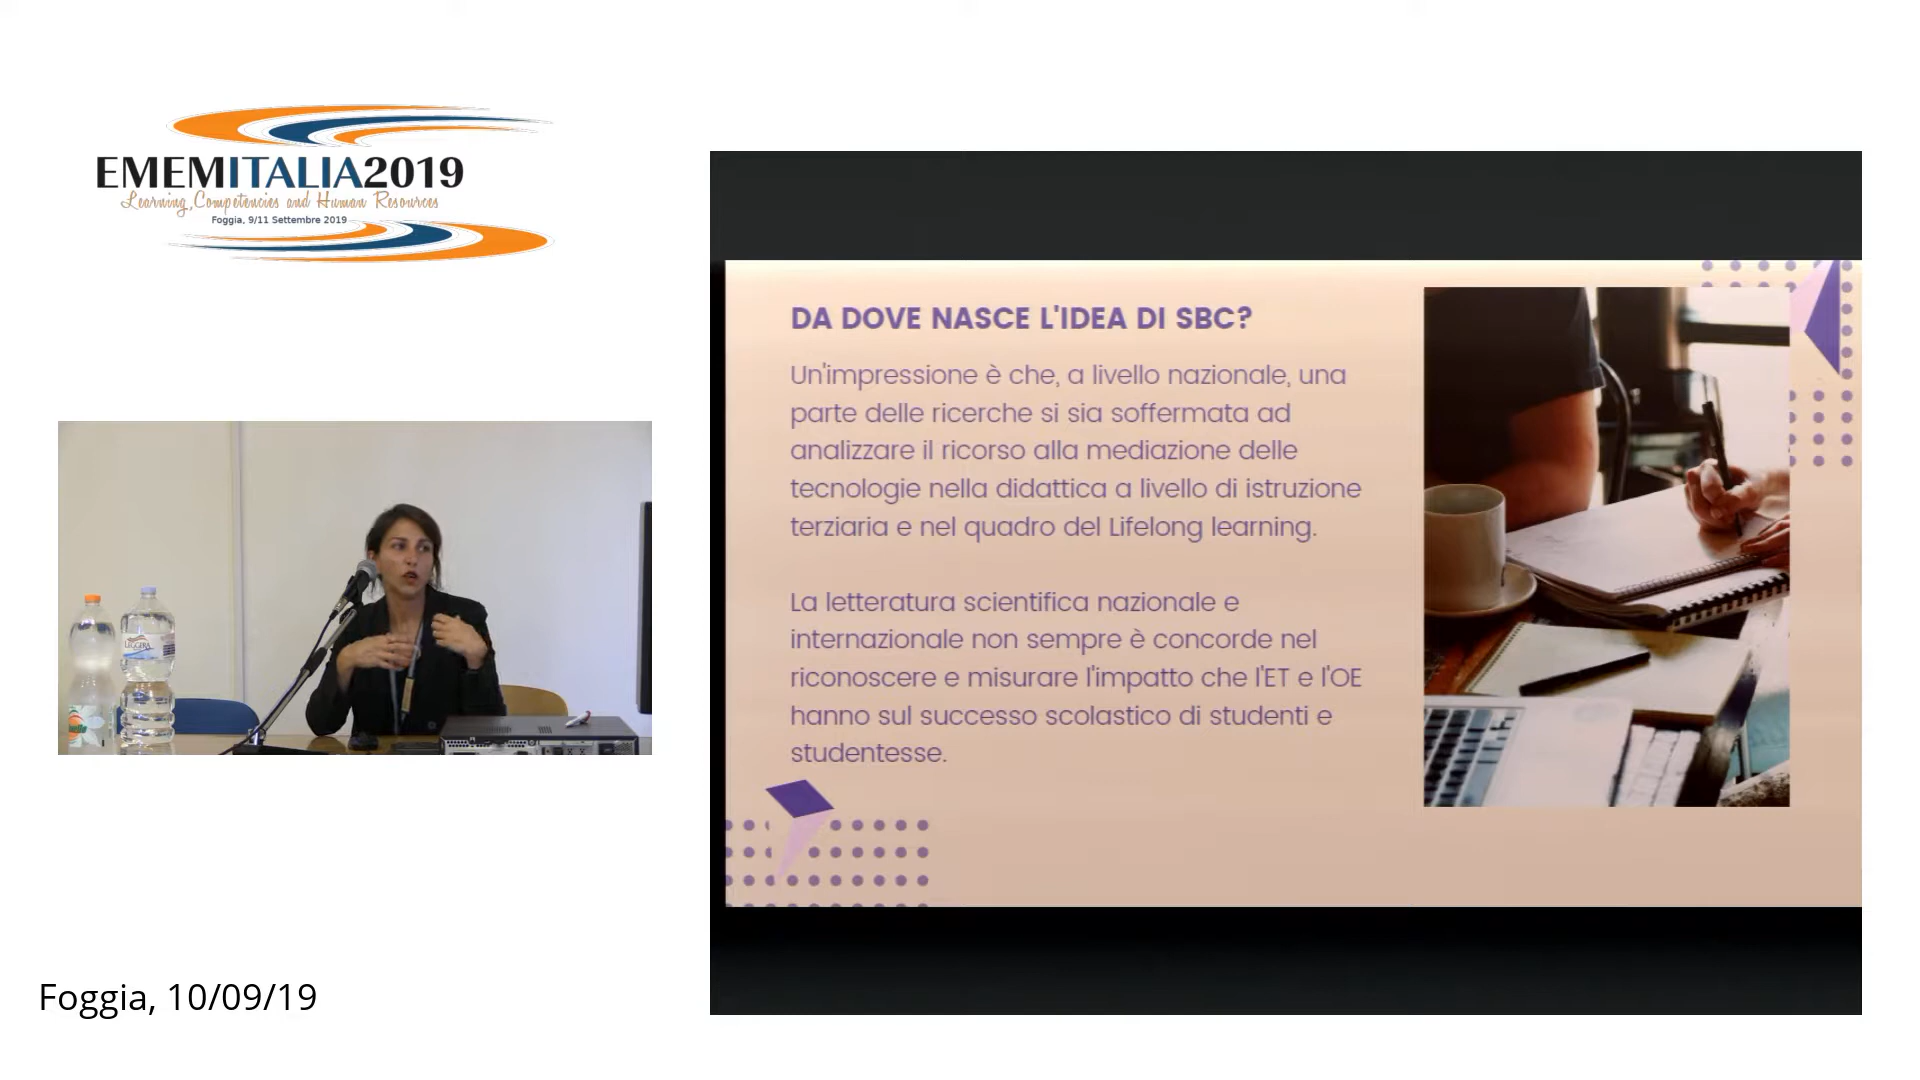 EMEMITALIA2019
Learning, Competencies and Human Resources
Foggia, 9/11 Settembre 2019
DA DOVE NASCE L'IDEA DI SBC?
Un'impressione è che, a livello nazionale, una
parte delle ricerche si sia soffermata ad
analizzare il ricorso alla mediazione delle
tecnologie nella didattica a livello di istruzione
terziaria e nel quadro del Lifelong learning.
La letteratura scientifica nazionale e
internazionale non sempre è concorde nel
riconoscere e misurare l'impatto che l'ET e l'OE
hanno sul successo scolastico di studenti e
studentesse.
Foggia, 10/09/19